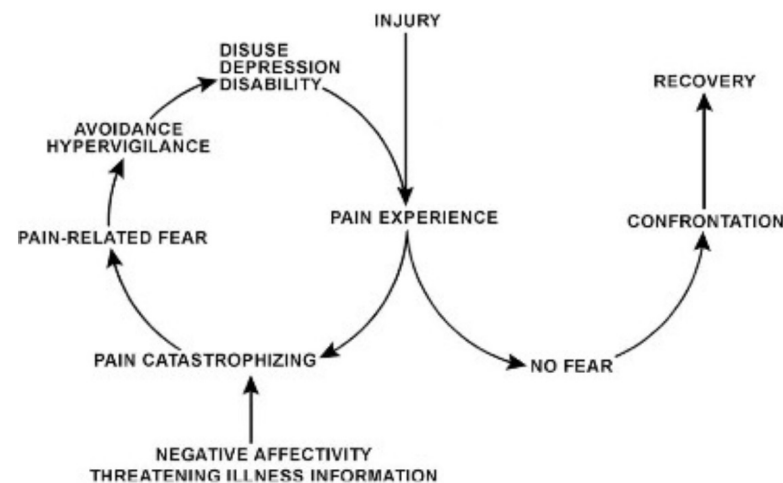 INJURY
DISUSE
DEPRESSION
DISABILITY
RECOVERY
AVOIDANCE
HYPERVIGILANCE
PAIN EXPERIENCE
CONFRONTATION
PAIN-RELATED FEAR
PAIN CATASTROPHIZING
NO FEAR
NEGATIVE AFFECTIVITY
THREATENING ILLNESS INFORMATION